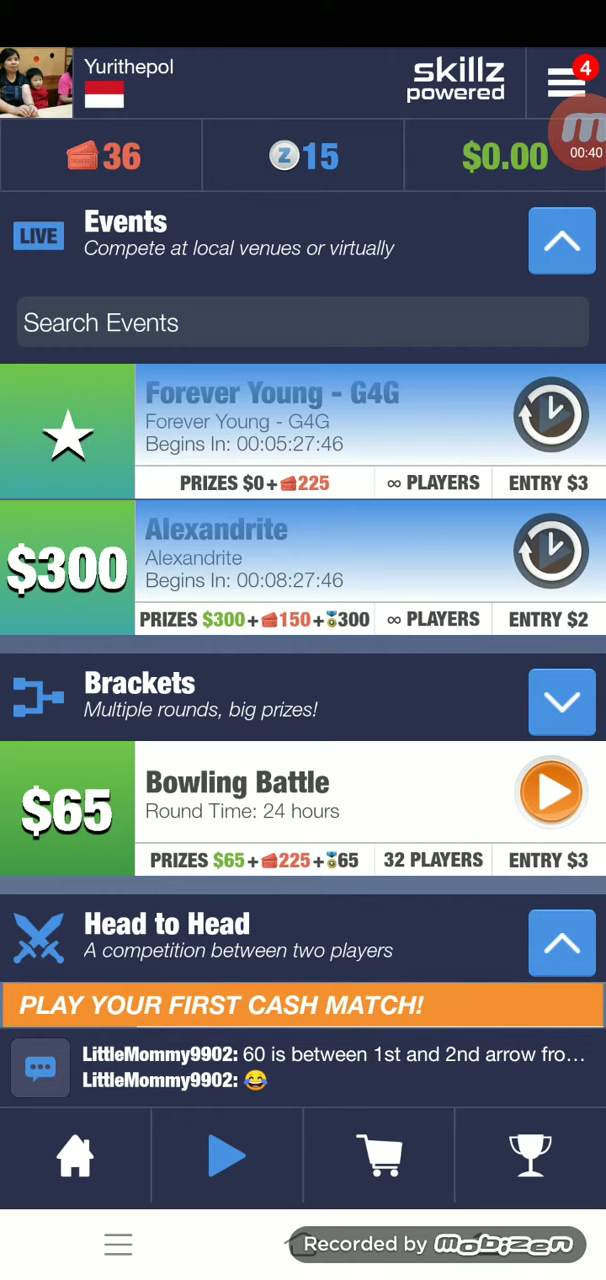 Yurithepol
skillz
powered
4
00:40
36
Z 15
$0.00
LIVE
Events
Compete at local venues or virtually
Search Events
Forever Young - G4G
Forever Young - G4G
Begins In: 00:05:27:46
PRIZES $0+225 ∞ PLAYERS ENTRY $3
$300
Alexandrite
Alexandrite
Begins In: 00:08:27:46
PRIZES $300+150+300 ∞ PLAYERS ENTRY $2
Brackets
Multiple rounds, big prizes!
$65
Bowling Battle
Round Time: 24 hours
PRIZES $65+225+65 32 PLAYERS ENTRY $3
Head to Head
A competition between two players
PLAY YOUR FIRST CASH MATCH!
LittleMommy9902: 60 is between 1st and 2nd arrow fro...
LittleMommy9902: 😂
Recorded by mobizen